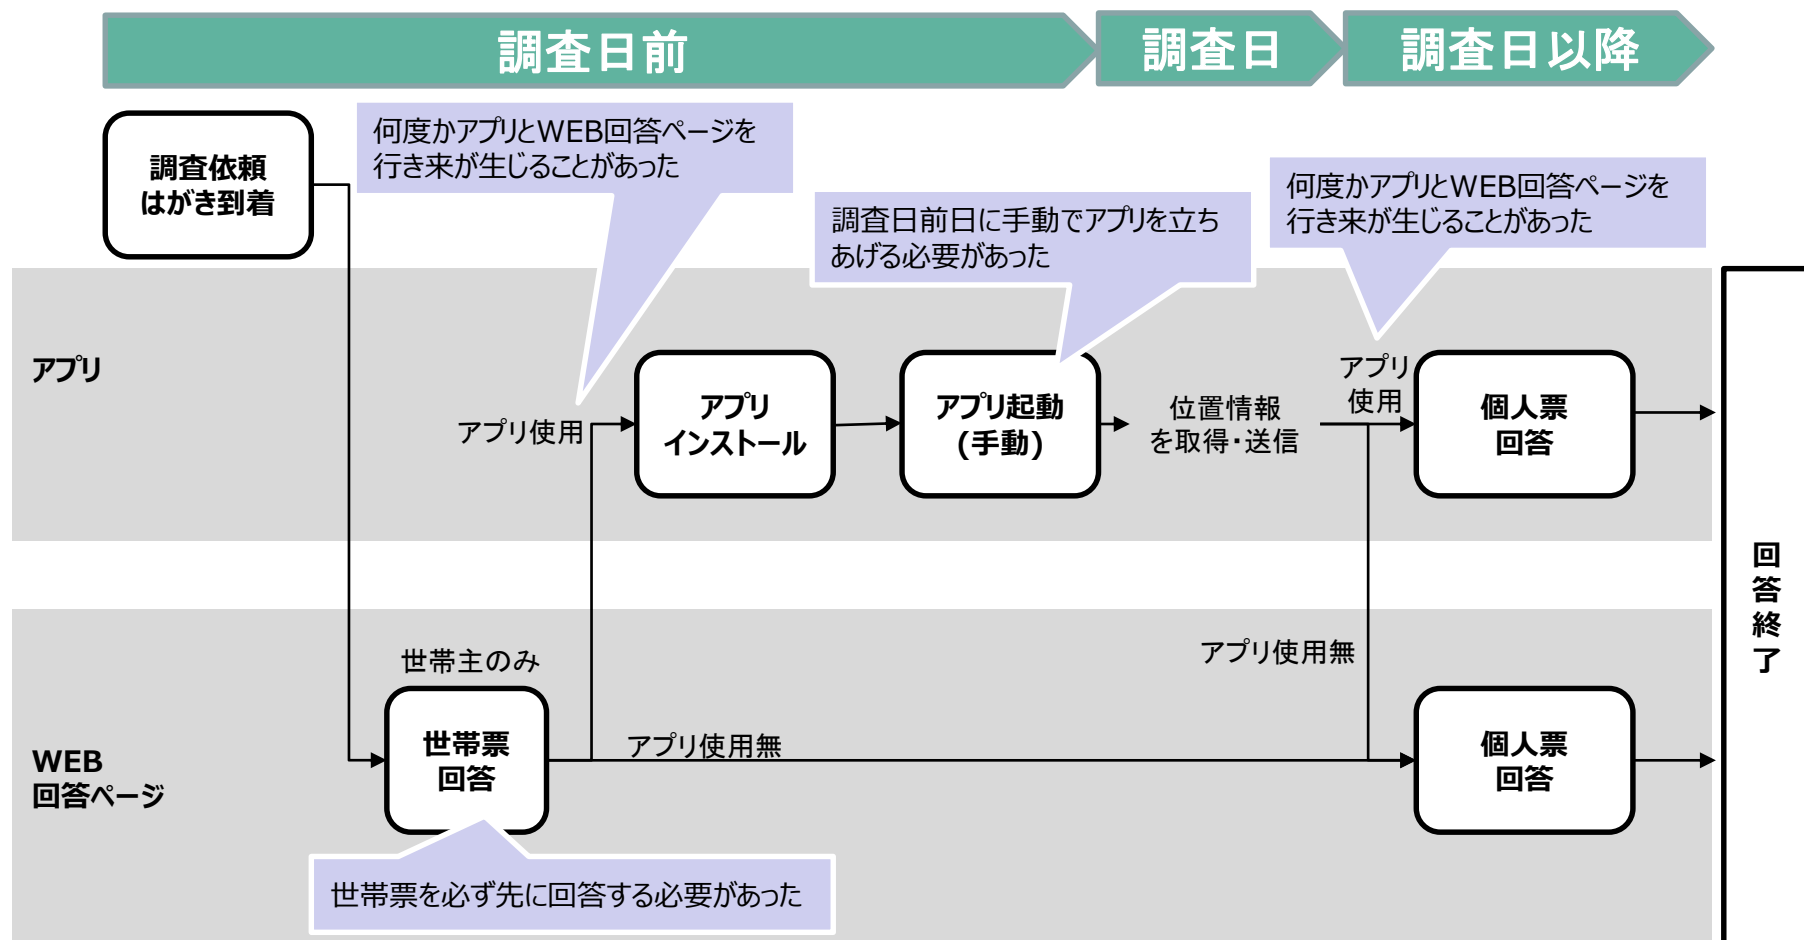 調査日前
調査日
調査日以降
調査依頼
はがき到着
何度かアプリとWEB回答ページを
行き来が生じることがあった
調査日前日に手動でアプリを立ち
あげる必要があった
何度かアプリとWEB回答ページを
行き来が生じることがあった
アプリ
アプリ使用
アプリ
インストール
アプリ起動
(手動)
位置情報
を取得・送信
アプリ
使用
個人票
回答
回答終了
WEB
回答ページ
世帯主のみ
世帯票
回答
アプリ使用無
アプリ使用無
個人票
回答
世帯票を必ず先に回答する必要があった